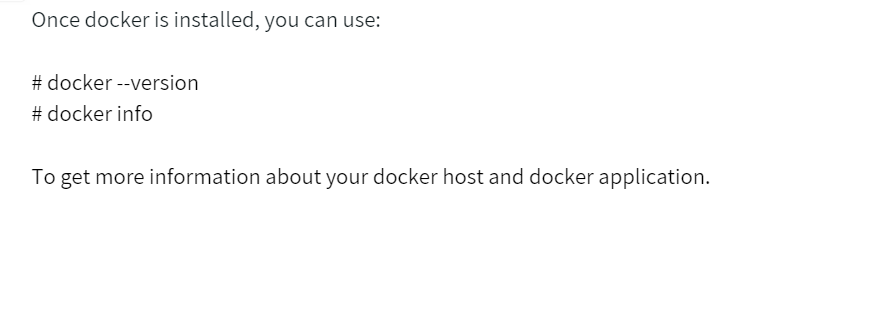 Once docker is installed, you can use:
# docker --version
# docker info
To get more information about your docker host and docker application.